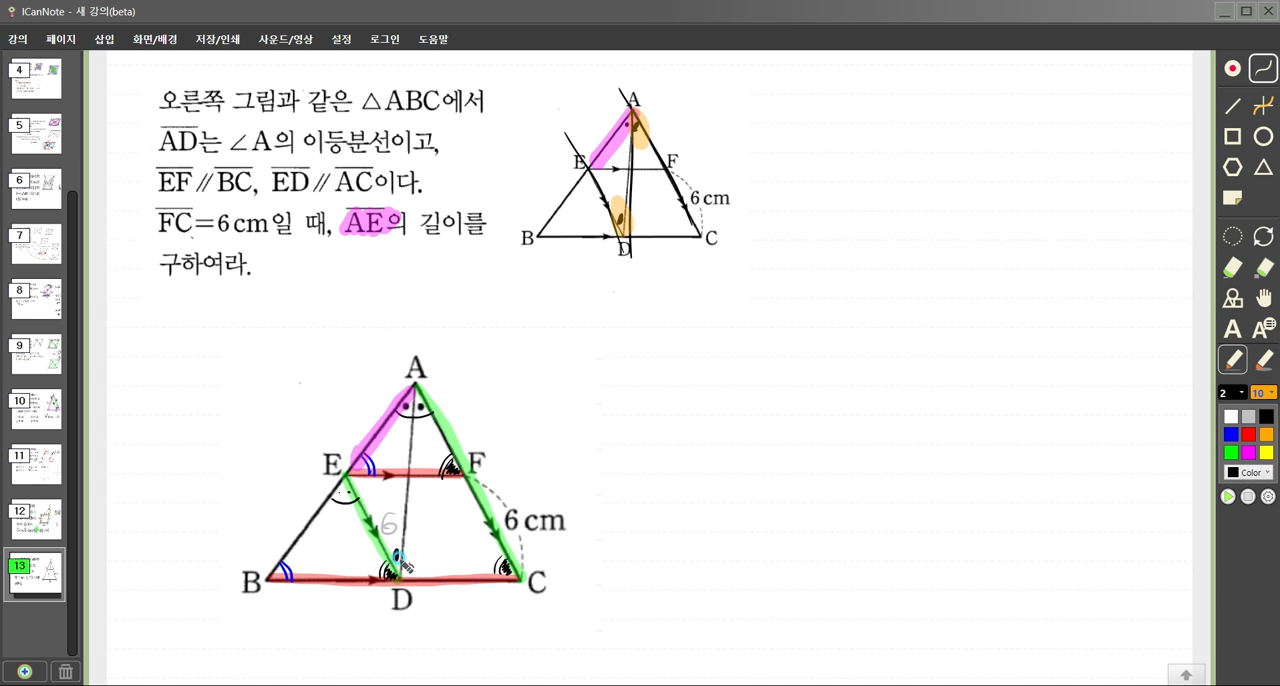 ICanNote - 새 강의(beta)
강의 페이지 삽입 화면/배경 저장/인쇄 사운드/영상 설정 로그인 도움말
4
5
6
7
8
9
10
11
12
13
오른쪽 그림과 같은 △ABC에서
AD는 ∠A의 이등분선이고,
EF∥BC, ED∥AC이다.
FC=6cm일 때, AE의 길이를
구하여라.
A
E
F
6 cm
B
D
C
A
E
F
6
6 cm
B
D
C
A A
2 10
Color